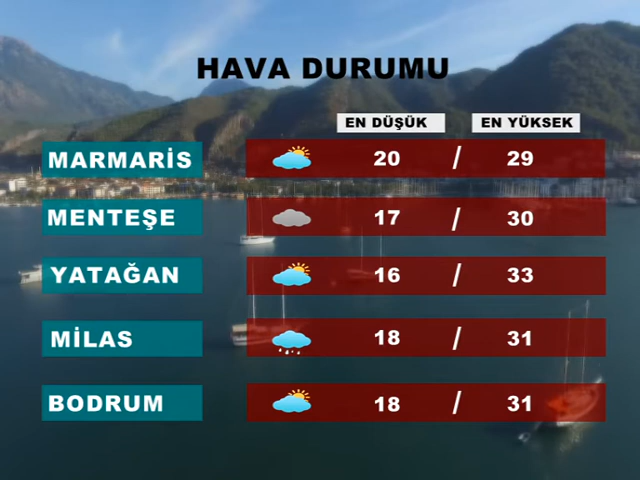 HAVA DURUMU
EN DÜŞÜK EN YÜKSEK
MARMARİS 20 / 29
MENTEŞE 17 / 30
YATAĞAN 16 / 33
MİLAS 18 / 31
BODRUM 18 / 31